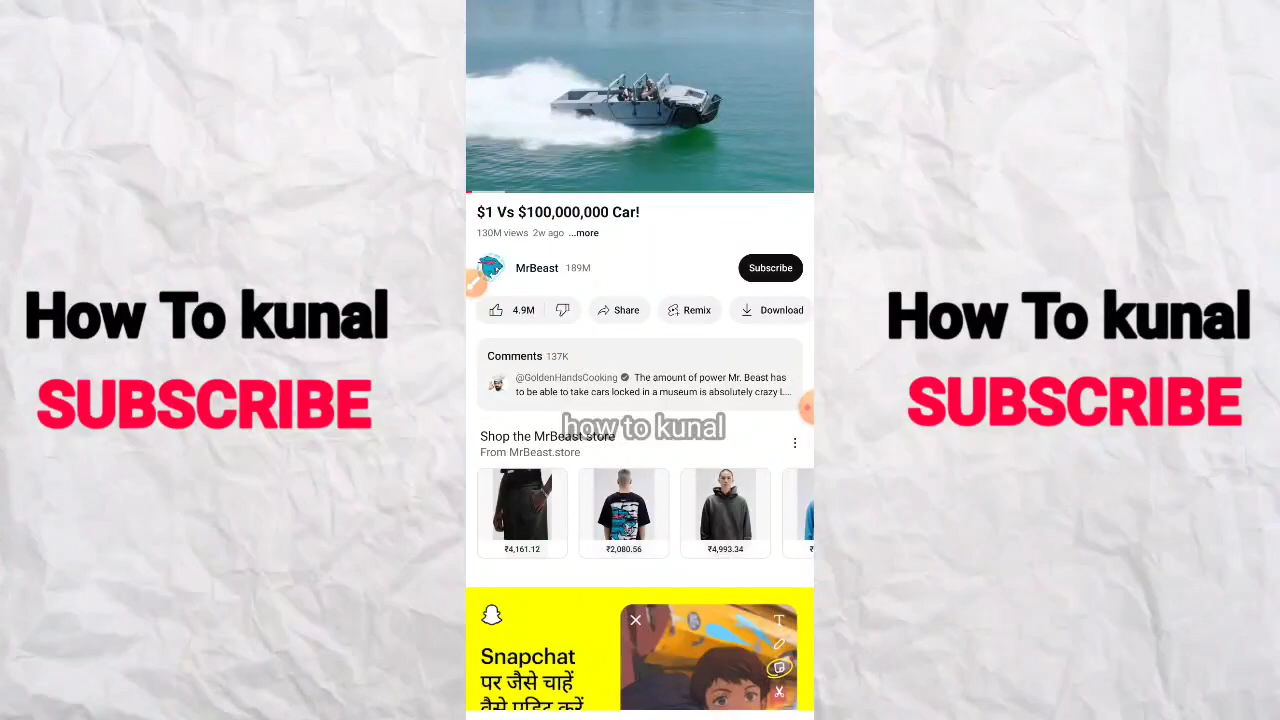 How To kunal
SUBSCRIBE
$1 Vs $100,000,000 Car!
130M views 2w ago ...more
MrBeast 189M
Subscribe
4.9M
Share
Remix
Download
Comments 137K
@GoldenHandsCooking The amount of power Mr. Beast has
to be able to take cars locked in a museum is absolutely crazy I...
how to kunal
Shop the MrBeast store
From MrBeast.store
₹4,161.12
₹2,080.56
₹4,993.34
Snapchat
पर जैसे चाहें
वैसे एडिट करें
T
How To kunal
SUBSCRIBE